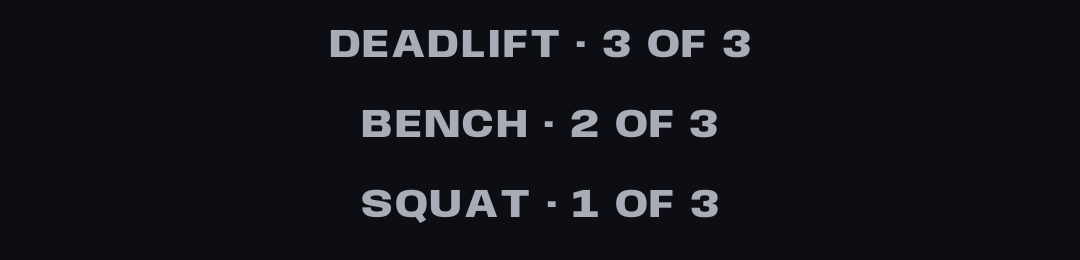 DEADLIFT · 3 OF 3
BENCH · 2 OF 3
SQUAT · 1 OF 3